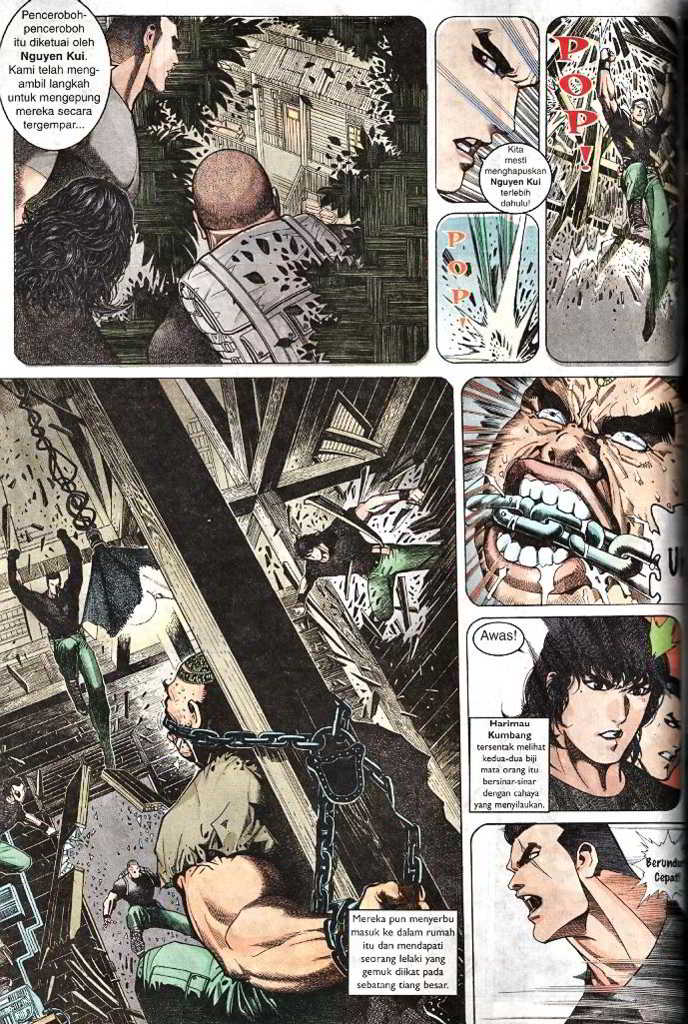 Penceroboh-
penceroboh
itu diketuai oleh
Nguyen Kui.
Kami telah meng-
ambil langkah
untuk mengepung
mereka secara
tergempar...
Kita
mesti
menghapuskan
Nguyen Kui
terlebih
dahulu!
POP!
POP!
Mereka pun menyerbu
masuk ke dalam rumah
itu dan mendapati
seorang lelaki yang
gemuk diikat pada
sebatang tiang besar.
Awas!
Harimau
Kumbang
tersentak melihat
kedua-dua biji
mata orang itu
bersinar-sinar
dengan cahaya
yang menyilaukan.
Cepat!